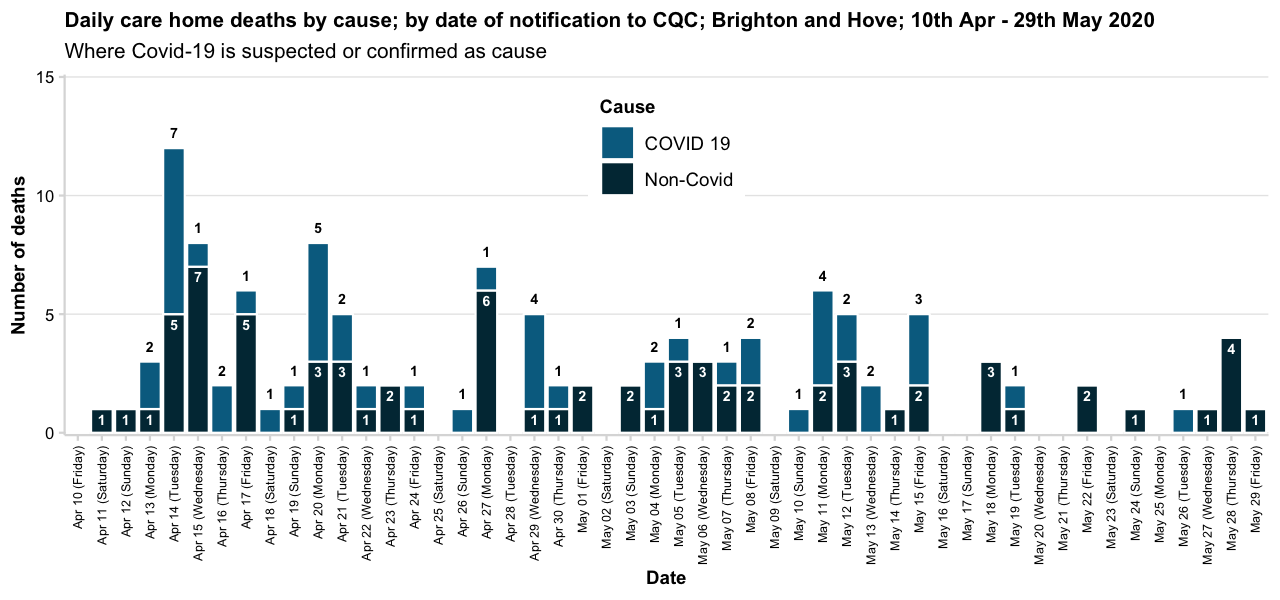 Daily care home deaths by cause; by date of notification to CQC; Brighton and Hove; 10th Apr - 29th May 2020
Where Covid-19 is suspected or confirmed as cause
Number of deaths
15
10
5
0
Cause
COVID 19
Non-Covid
7
1
5
1
2
4
2
3
1
2
2
1
1
2
1
1
1
4
1
2
1
2
1
2
1
1
1
1
1
5
7
5
1
3
3
1
2
1
6
1
1
2
2
1
3
3
2
2
2
3
1
2
3
1
2
1
1
4
1
Apr 10 (Friday)
Apr 11 (Saturday)
Apr 12 (Sunday)
Apr 13 (Monday)
Apr 14 (Tuesday)
Apr 15 (Wednesday)
Apr 16 (Thursday)
Apr 17 (Friday)
Apr 18 (Saturday)
Apr 19 (Sunday)
Apr 20 (Monday)
Apr 21 (Tuesday)
Apr 22 (Wednesday)
Apr 23 (Thursday)
Apr 24 (Friday)
Apr 25 (Saturday)
Apr 26 (Sunday)
Apr 27 (Monday)
Apr 28 (Tuesday)
Apr 29 (Wednesday)
Apr 30 (Thursday)
May 01 (Friday)
May 02 (Saturday)
May 03 (Sunday)
May 04 (Monday)
May 05 (Tuesday)
May 06 (Wednesday)
May 07 (Thursday)
May 08 (Friday)
May 09 (Saturday)
May 10 (Sunday)
May 11 (Monday)
May 12 (Tuesday)
May 13 (Wednesday)
May 14 (Thursday)
May 15 (Friday)
May 16 (Saturday)
May 17 (Sunday)
May 18 (Monday)
May 19 (Tuesday)
May 20 (Wednesday)
May 21 (Thursday)
May 22 (Friday)
May 23 (Saturday)
May 24 (Sunday)
May 25 (Monday)
May 26 (Tuesday)
May 27 (Wednesday)
May 28 (Thursday)
May 29 (Friday)
Date